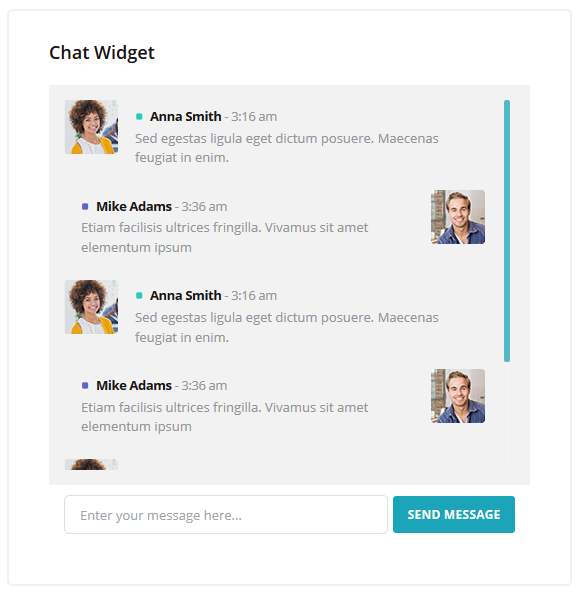 Chat Widget
Anna Smith - 3:16 am
Sed egestas ligula eget dictum posuere. Maecenas
feugiat in enim.
Mike Adams - 3:36 am
Etiam facilisis ultrices fringilla. Vivamus sit amet
elementum ipsum
Anna Smith - 3:16 am
Sed egestas ligula eget dictum posuere. Maecenas
feugiat in enim.
Mike Adams - 3:36 am
Etiam facilisis ultrices fringilla. Vivamus sit amet
elementum ipsum
Enter your message here...
SEND MESSAGE